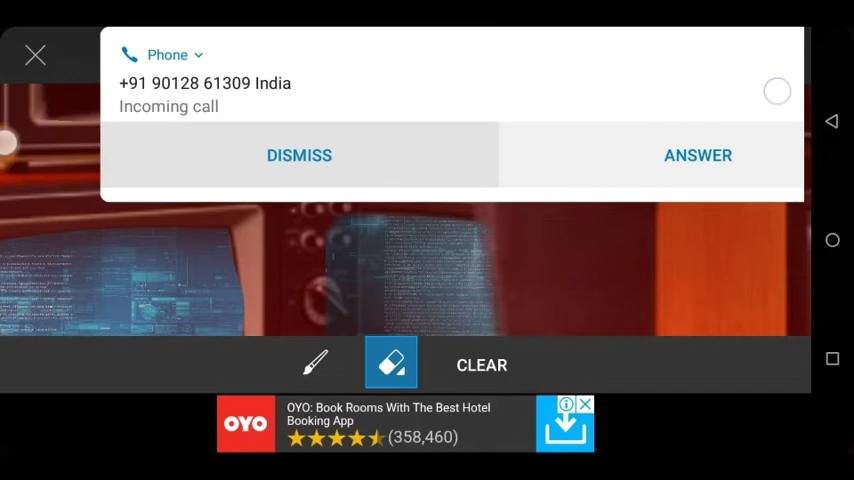 Phone
+91 90128 61309 India
Incoming call
DISMISS
ANSWER
CLEAR
OYO
OYO: Book Rooms With The Best Hotel
Booking App
(358,460)